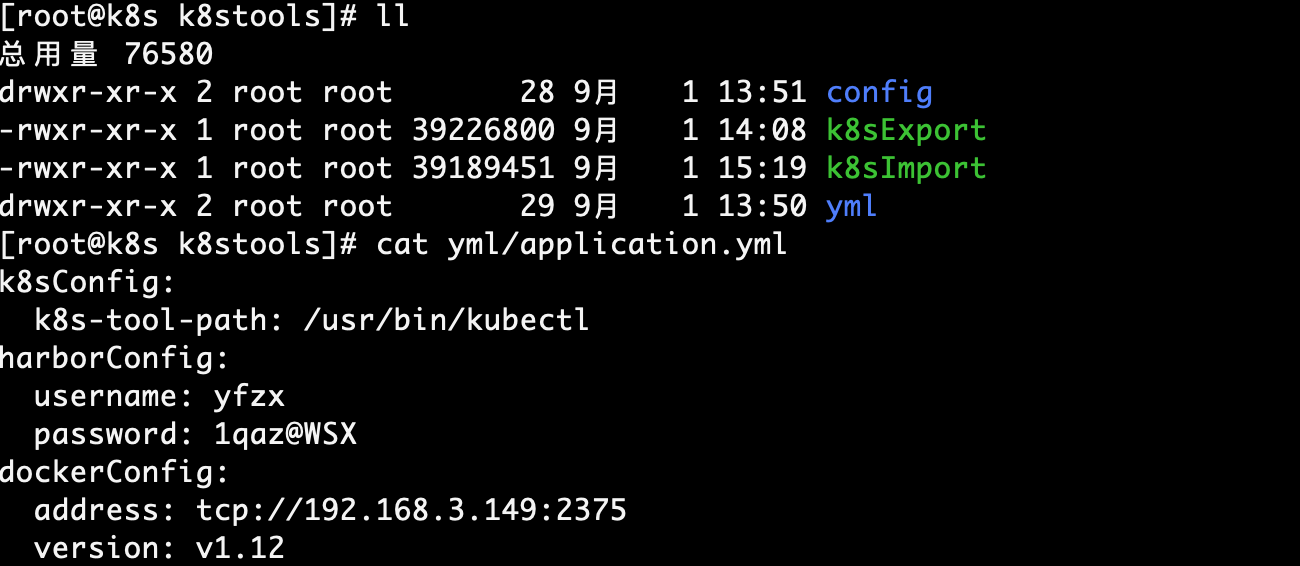 [root@k8s k8stools]# ll
总用量 76580
drwxr-xr-x 2 root root       28 9月   1 13:51 config
-rwxr-xr-x 1 root root 39226800 9月   1 14:08 k8sExport
-rwxr-xr-x 1 root root 39189451 9月   1 15:19 k8sImport
drwxr-xr-x 2 root root       29 9月   1 13:50 yml
[root@k8s k8stools]# cat yml/application.yml
k8sConfig:
  k8s-tool-path: /usr/bin/kubectl
harborConfig:
  username: yfzx
  password: 1qaz@WSX
dockerConfig:
  address: tcp://192.168.3.149:2375
  version: v1.12